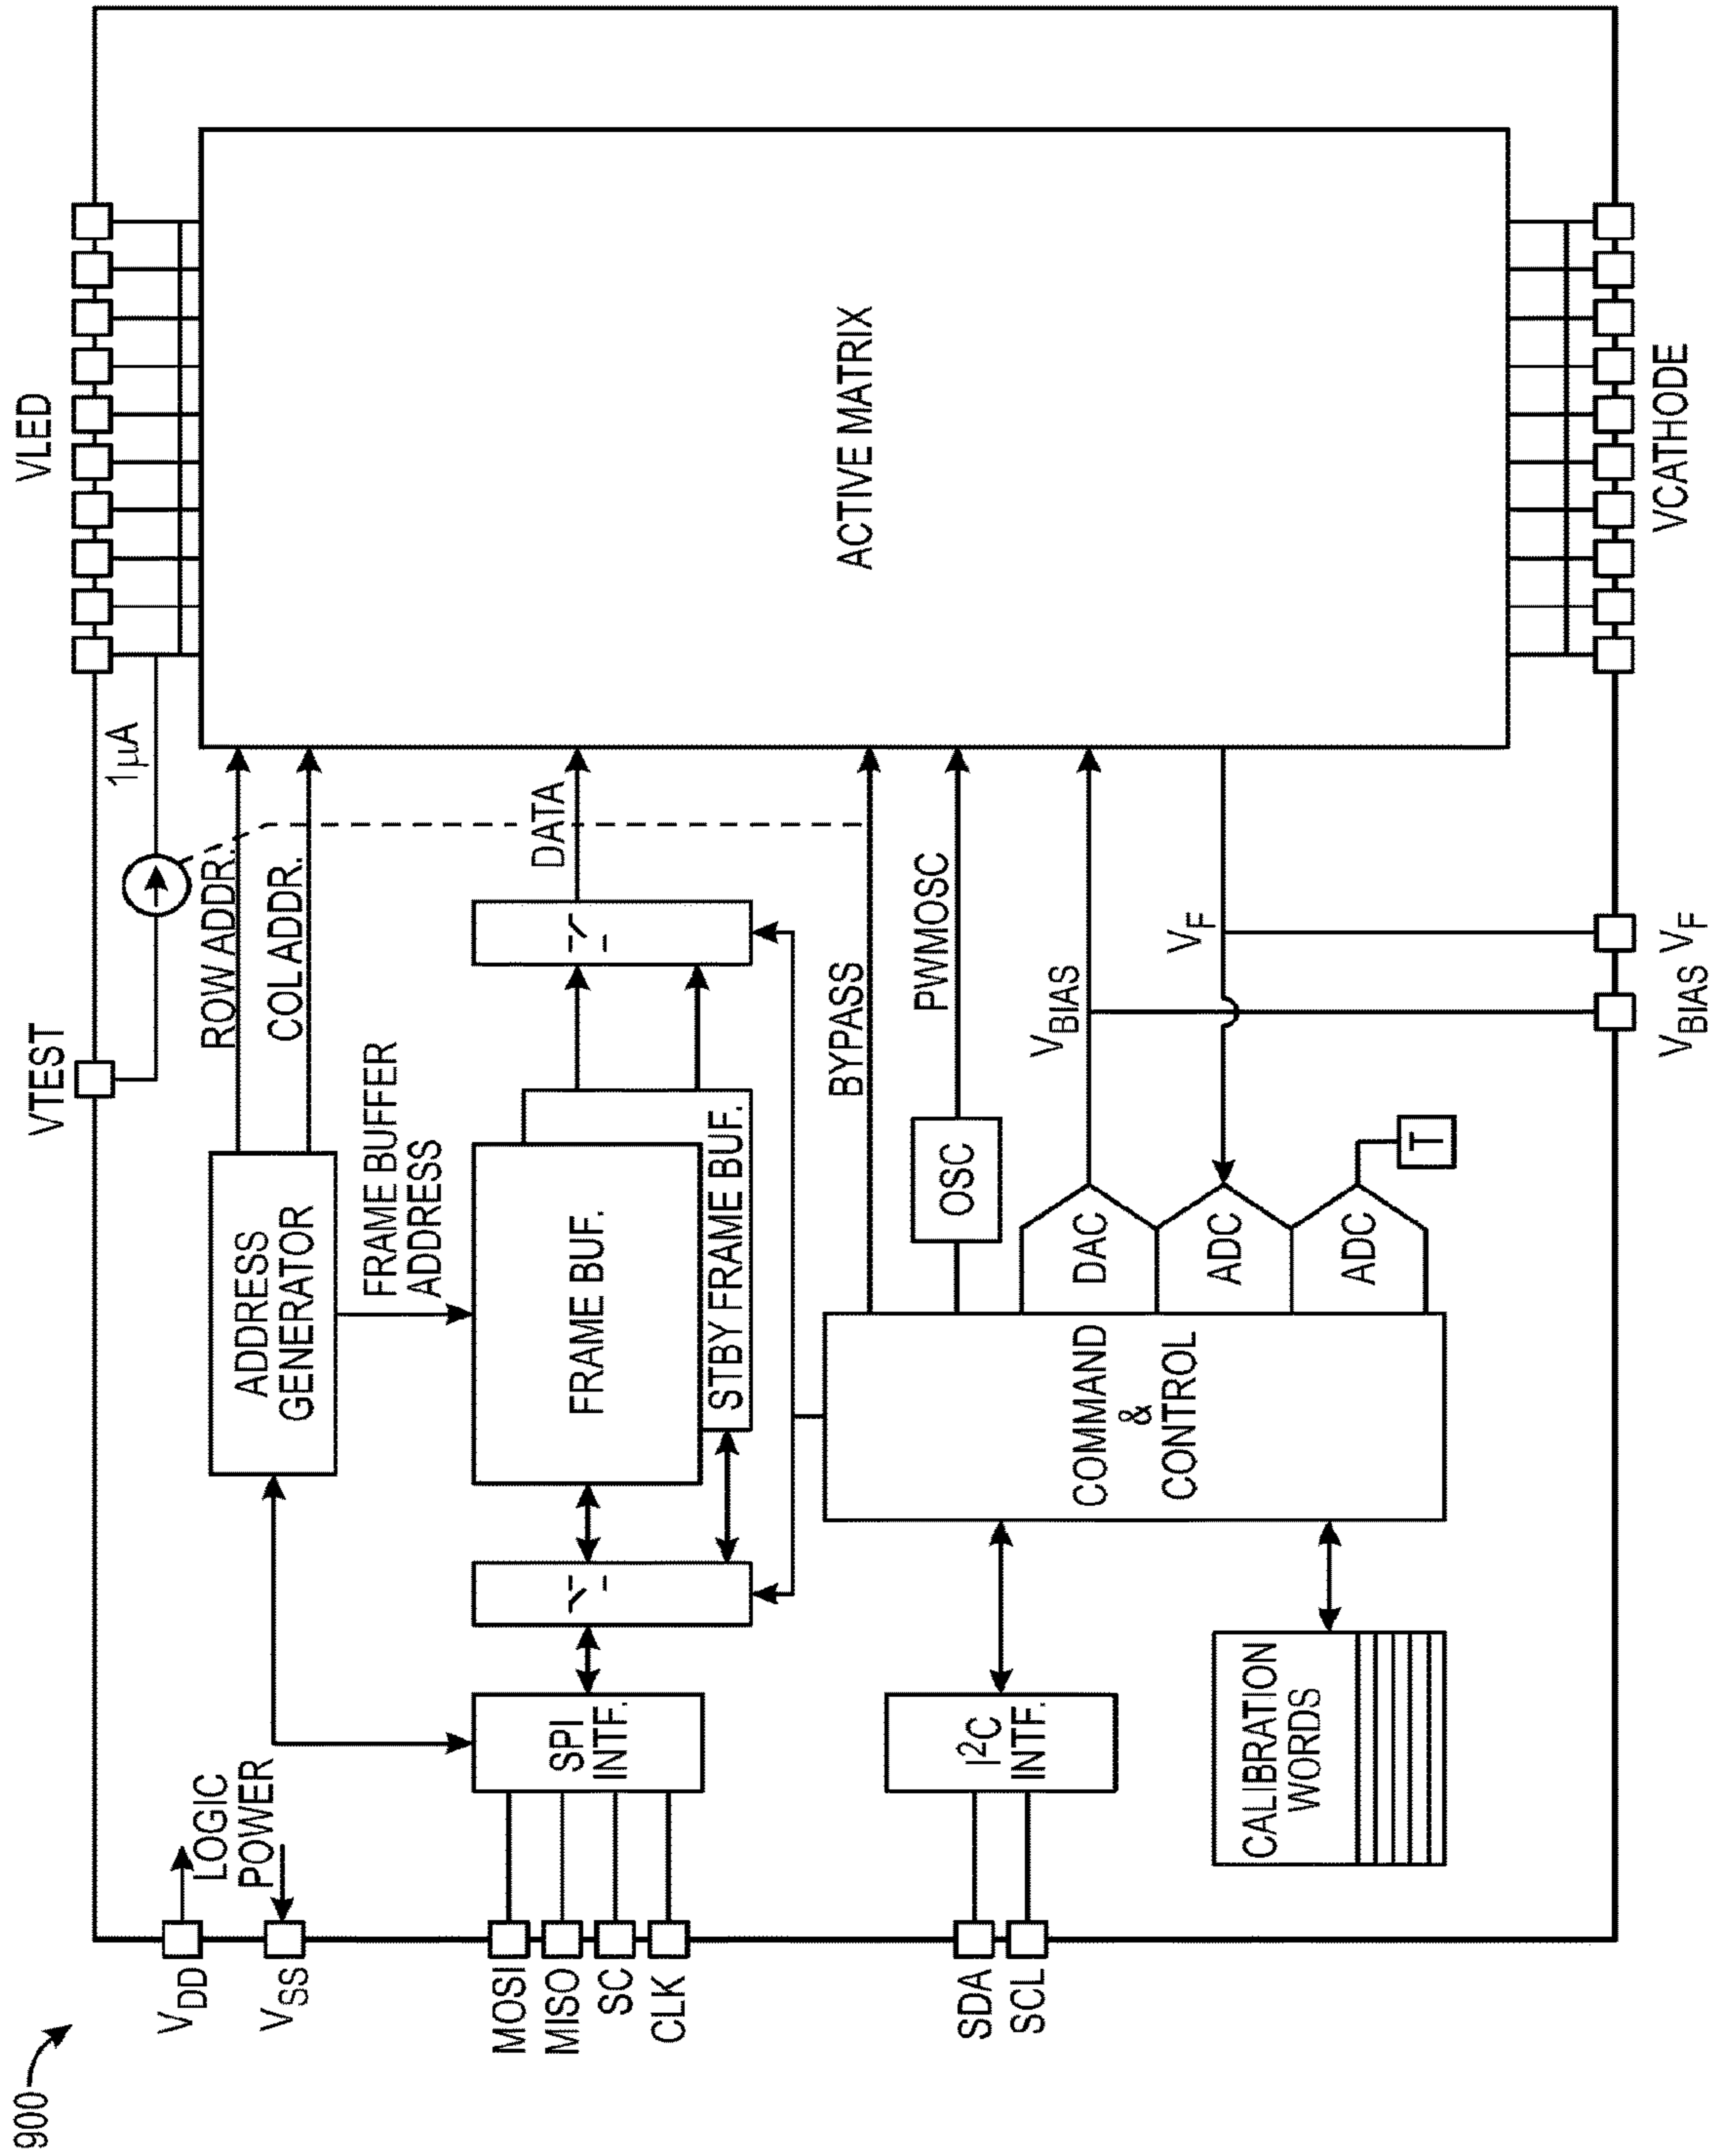 900
VDD
VSS
LOGIC
POWER
VTEST
1μA
VLED
ROW ADDR.
COL ADDR.
ADDRESS
GENERATOR
FRAME BUFFER
ADDRESS
MOSI
MISO
SC
CLK
SPI
INTF.
FRAME BUF.
STBY FRAME BUF.
DATA
ACTIVE MATRIX
BYPASS
PWMOSC
OSC
VBIAS
VF
SDA
SCL
I²C
INTF.
COMMAND
&
CONTROL
DAC
ADC
ADC
T
CALIBRATION
WORDS
VBIAS
VF
VCATHODE